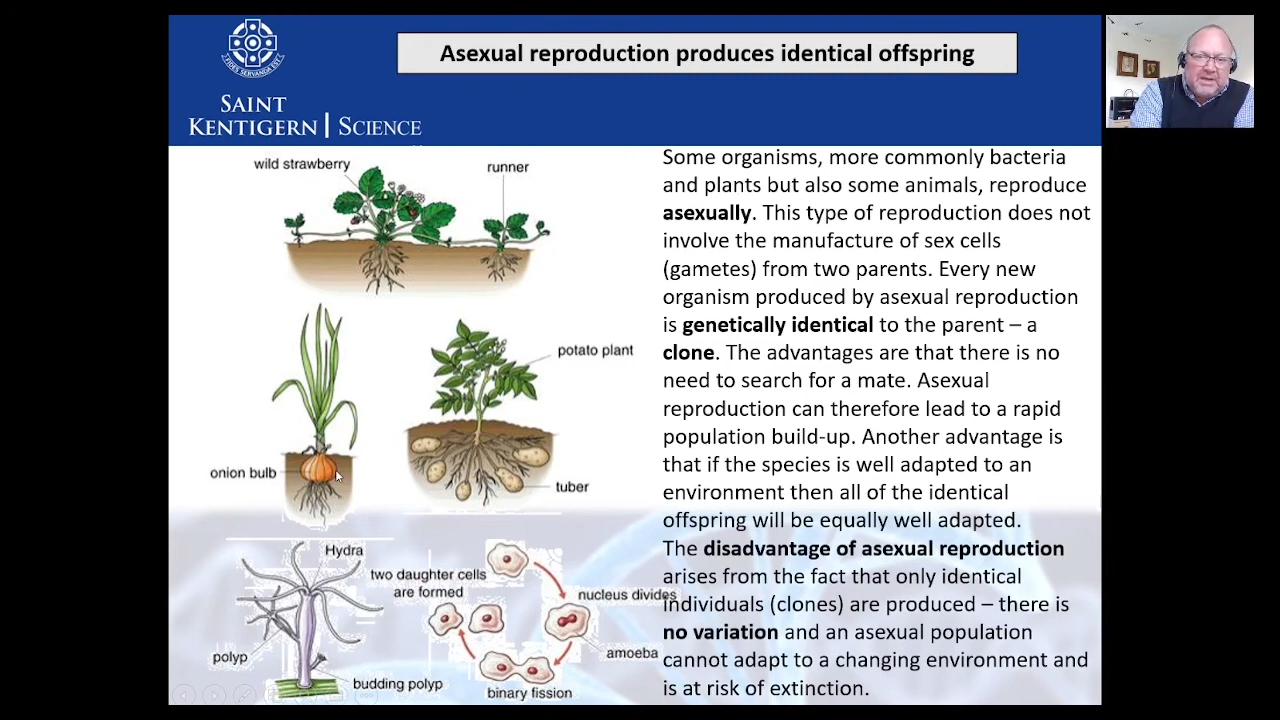 FIDES SERVANDA EST
SAINT
KENTIGERN | SCIENCE
Asexual reproduction produces identical offspring
wild strawberry
runner
potato plant
onion bulb
tuber
Hydra
two daughter cells
are formed
nucleus divides
polyp
amoeba
budding polyp
binary fission
Some organisms, more commonly bacteria
and plants but also some animals, reproduce
asexually. This type of reproduction does not
involve the manufacture of sex cells
(gametes) from two parents. Every new
organism produced by asexual reproduction
is genetically identical to the parent – a
clone. The advantages are that there is no
need to search for a mate. Asexual
reproduction can therefore lead to a rapid
population build-up. Another advantage is
that if the species is well adapted to an
environment then all of the identical
offspring will be equally well adapted.
The disadvantage of asexual reproduction
arises from the fact that only identical
individuals (clones) are produced – there is
no variation and an asexual population
cannot adapt to a changing environment and
is at risk of extinction.